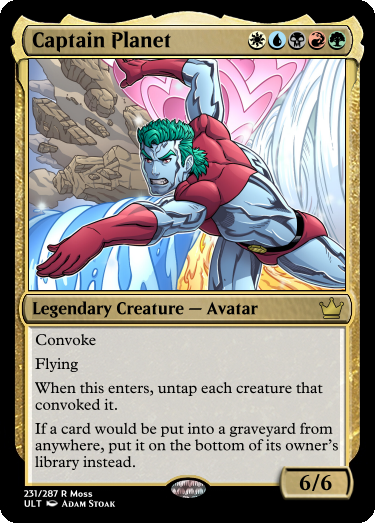 Captain Planet
Legendary Creature — Avatar
Convoke
Flying
When this enters, untap each creature that
convoked it.
If a card would be put into a graveyard from
anywhere, put it on the bottom of its owner's
library instead.
6/6
231/287 R Moss
ULT Adam Stoak